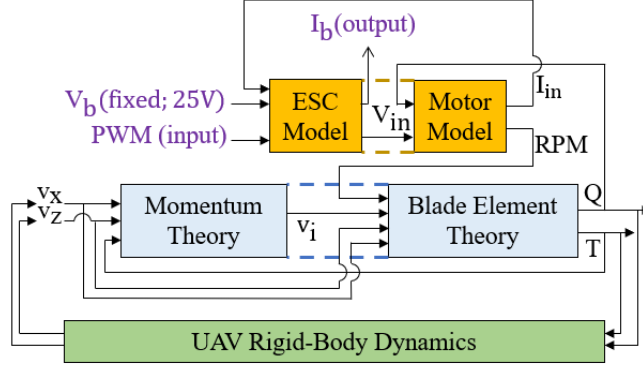 I_b(output)
V_b(fixed; 25V)
PWM (input)
ESC
Model
V_in
Motor
Model
I_in
RPM
v_x
v_z
Momentum
Theory
v_i
Blade Element
Theory
Q
T
UAV Rigid-Body Dynamics